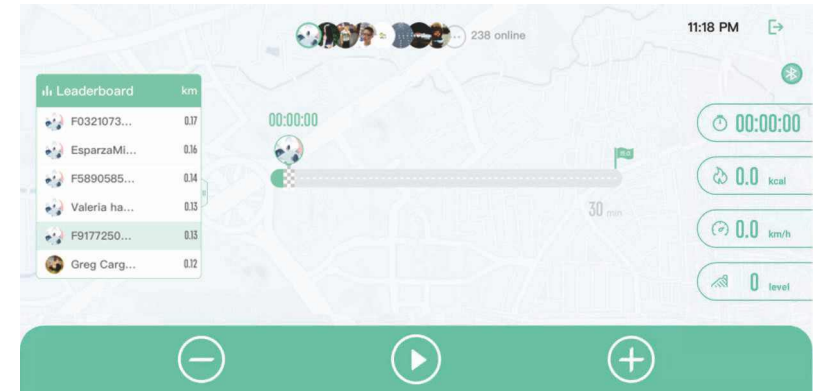 238 online
11:18 PM
Leaderboard km
F0321073... 0.17
EsparzaMi... 0.16
F5890585... 0.14
Valeria ha... 0.13
F9177250... 0.13
Greg Carg... 0.12
00:00:00
30 min
00:00:00
0.0 kcal
0.0 km/h
0 level